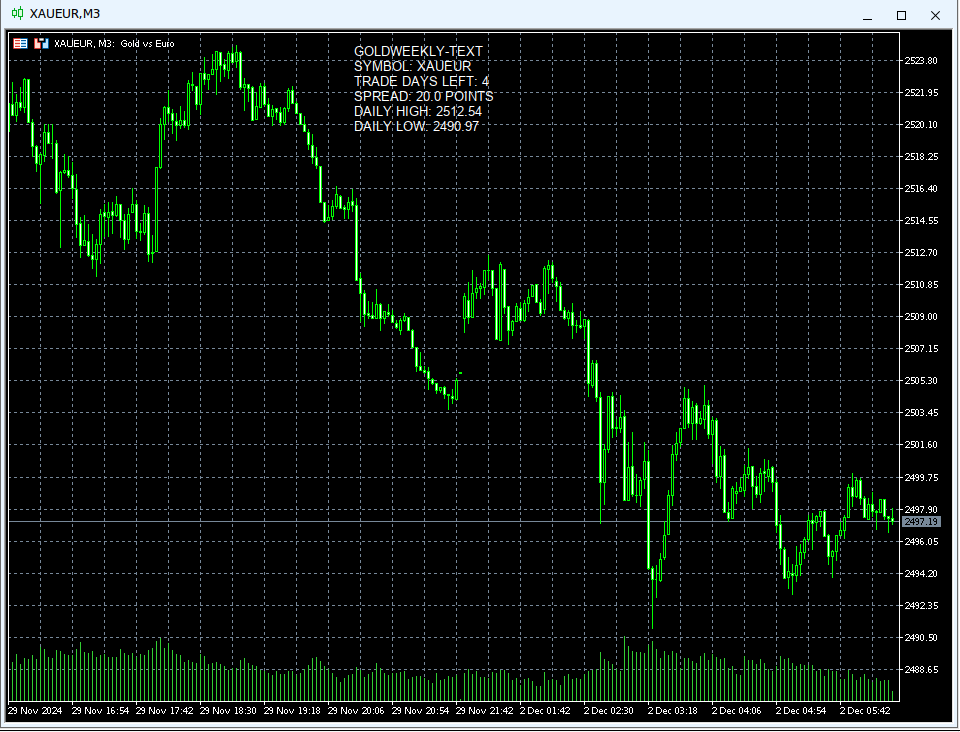 XAUEUR,M3
XAUEUR, M3: Gold vs Euro
GOLDWEEKLY-TEXT
SYMBOL: XAUEUR
TRADE DAYS LEFT: 4
SPREAD: 20.0 POINTS
DAILY HIGH: 2512.54
DAILY LOW: 2490.97
2523.80
2521.95
2520.10
2518.25
2516.40
2514.55
2512.70
2510.85
2509.00
2507.15
2505.30
2503.45
2501.60
2499.75
2497.90
2497.19
2496.05
2494.20
2492.35
2490.50
2488.65
29 Nov 2024 29 Nov 16:54 29 Nov 17:42 29 Nov 18:30 29 Nov 19:18 29 Nov 20:06 29 Nov 20:54 29 Nov 21:42 2 Dec 01:42 2 Dec 02:30 2 Dec 03:18 2 Dec 04:06 2 Dec 04:54 2 Dec 05:42